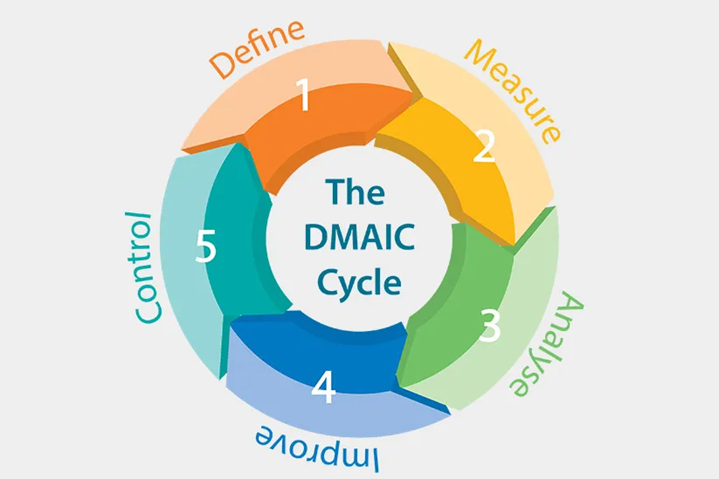 The
DMAIC
Cycle
Define
1
Measure
2
Analyse
3
Improve
4
Control
5